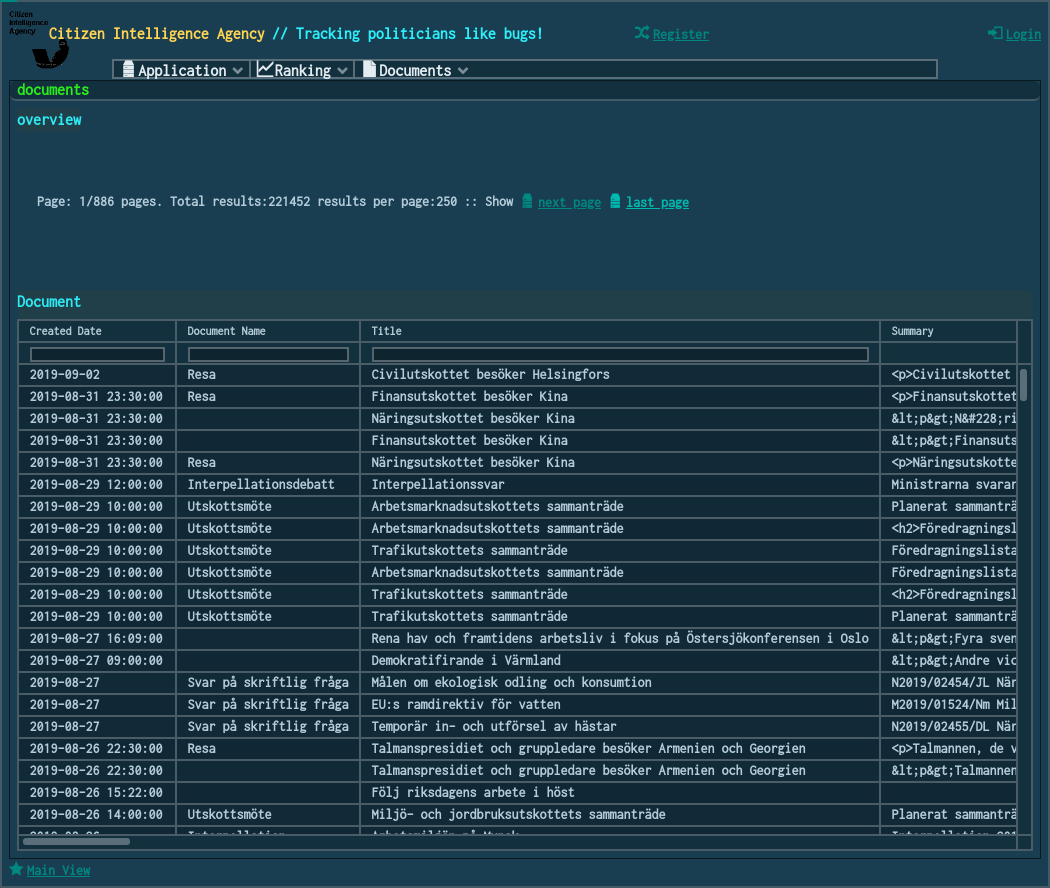 Citizen
Intelligence
Agency
Citizen Intelligence Agency // Tracking politicians like bugs!
Register
Login
Application Ranking Documents
documents
overview
Page: 1/886 pages. Total results:221452 results per page:250 :: Show next page last page
Document
Created Date Document Name Title Summary
2019-09-02 Resa Civilutskottet besöker Helsingfors <p>Civilutskottet
2019-08-31 23:30:00 Resa Finansutskottet besöker Kina <p>Finansutskottet
2019-08-31 23:30:00 Näringsutskottet besöker Kina &lt;p&gt;N&#228;ri
2019-08-31 23:30:00 Finansutskottet besöker Kina &lt;p&gt;Finansuts
2019-08-31 23:30:00 Resa Näringsutskottet besöker Kina <p>Näringsutskotte
2019-08-29 12:00:00 Interpellationsdebatt Interpellationssvar Ministrarna svarar
2019-08-29 10:00:00 Utskottsmöte Arbetsmarknadsutskottets sammanträde Planerat sammanträ
2019-08-29 10:00:00 Utskottsmöte Arbetsmarknadsutskottets sammanträde <h2>Föredragningsl
2019-08-29 10:00:00 Utskottsmöte Trafikutskottets sammanträde Föredragningslista
2019-08-29 10:00:00 Utskottsmöte Arbetsmarknadsutskottets sammanträde Föredragningslista
2019-08-29 10:00:00 Utskottsmöte Trafikutskottets sammanträde <h2>Föredragningsl
2019-08-29 10:00:00 Utskottsmöte Trafikutskottets sammanträde Planerat sammanträ
2019-08-27 16:09:00 Rena hav och framtidens arbetsliv i fokus på Östersjökonferensen i Oslo &lt;p&gt;Fyra sven
2019-08-27 09:00:00 Demokratifirande i Värmland &lt;p&gt;Andre vic
2019-08-27 Svar på skriftlig fråga Målen om ekologisk odling och konsumtion N2019/02454/JL När
2019-08-27 Svar på skriftlig fråga EU:s ramdirektiv för vatten M2019/01524/Nm Mil
2019-08-27 Svar på skriftlig fråga Temporär in- och utförsel av hästar N2019/02455/DL När
2019-08-26 22:30:00 Resa Talmanspresidiet och gruppledare besöker Armenien och Georgien <p>Talmannen, de v
2019-08-26 22:30:00 Talmanspresidiet och gruppledare besöker Armenien och Georgien &lt;p&gt;Talmannen
2019-08-26 15:22:00 Följ riksdagens arbete i höst
2019-08-26 14:00:00 Utskottsmöte Miljö- och jordbruksutskottets sammanträde Planerat sammanträ
2019-08-26 Interpellation
Main View